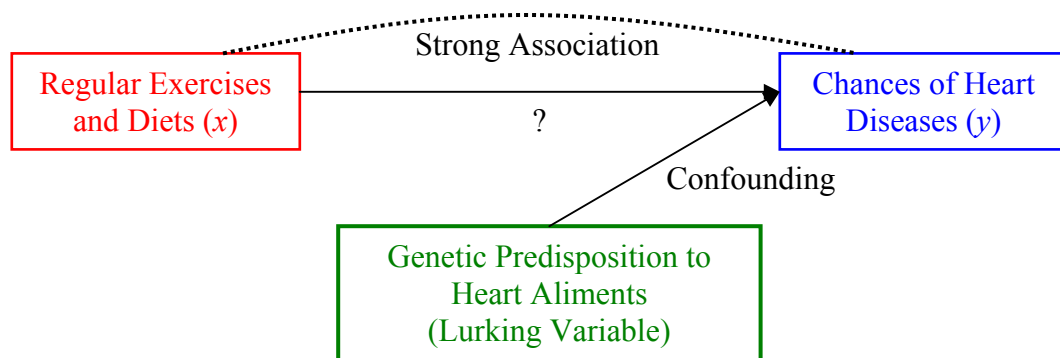 Strong Association
Regular Exercises
and Diets (x)
?
Chances of Heart
Diseases (y)
Confounding
Genetic Predisposition to
Heart Aliments
(Lurking Variable)